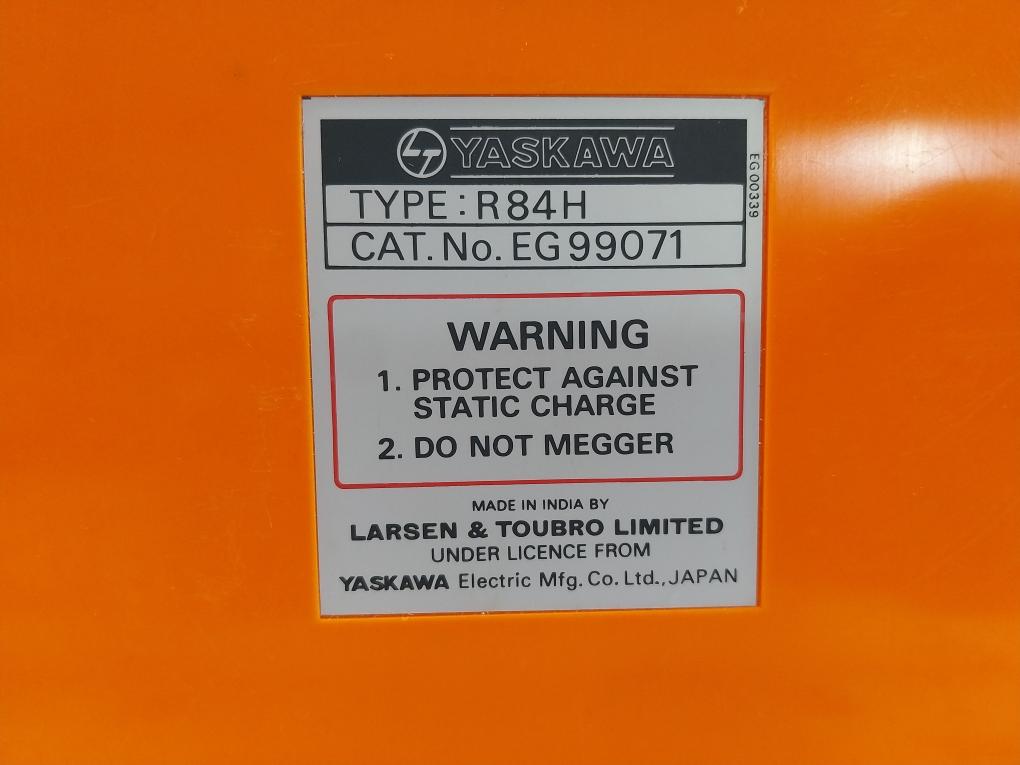 LT YASKAWA
TYPE : R84H
CAT. No. EG 99071
EG 00339
WARNING
1. PROTECT AGAINST
STATIC CHARGE
2. DO NOT MEGGER
MADE IN INDIA BY
LARSEN & TOUBRO LIMITED
UNDER LICENCE FROM
YASKAWA Electric Mfg. Co. Ltd., JAPAN